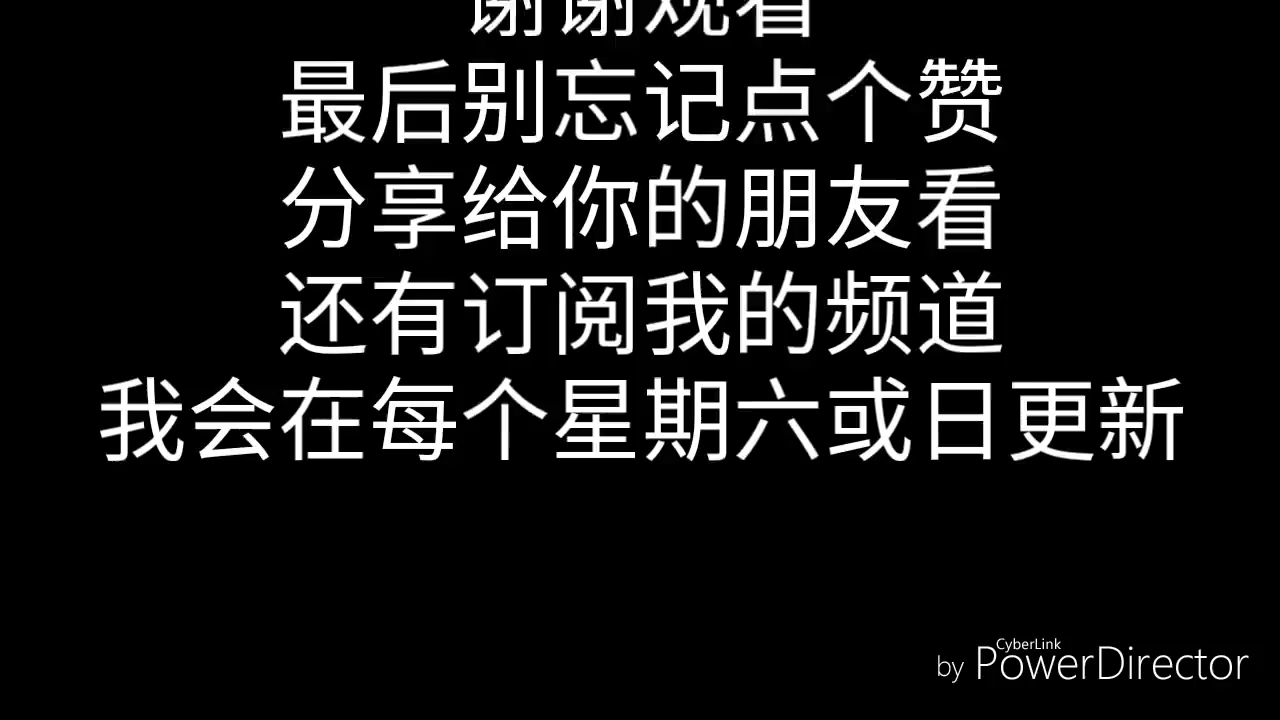 谢谢观看
最后别忘记点个赞
分享给你的朋友看
还有订阅我的频道
我会在每个星期六或日更新
CyberLink
by PowerDirector